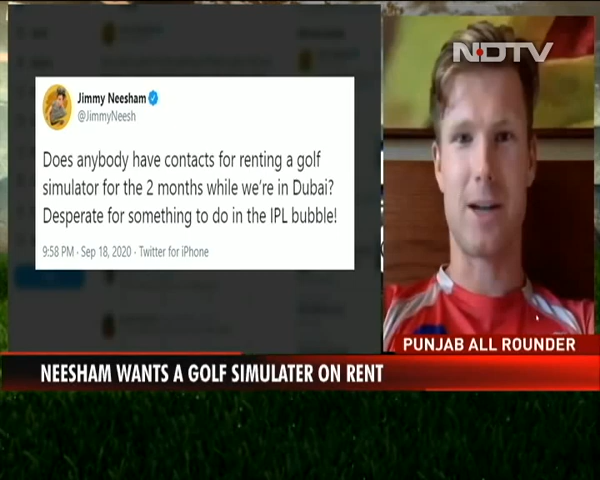 NDTV
Jimmy Neesham
@JimmyNeesh
Does anybody have contacts for renting a golf
simulator for the 2 months while we're in Dubai?
Desperate for something to do in the IPL bubble!
9:58 PM · Sep 18, 2020 · Twitter for iPhone
PUNJAB ALL ROUNDER
NEESHAM WANTS A GOLF SIMULATER ON RENT